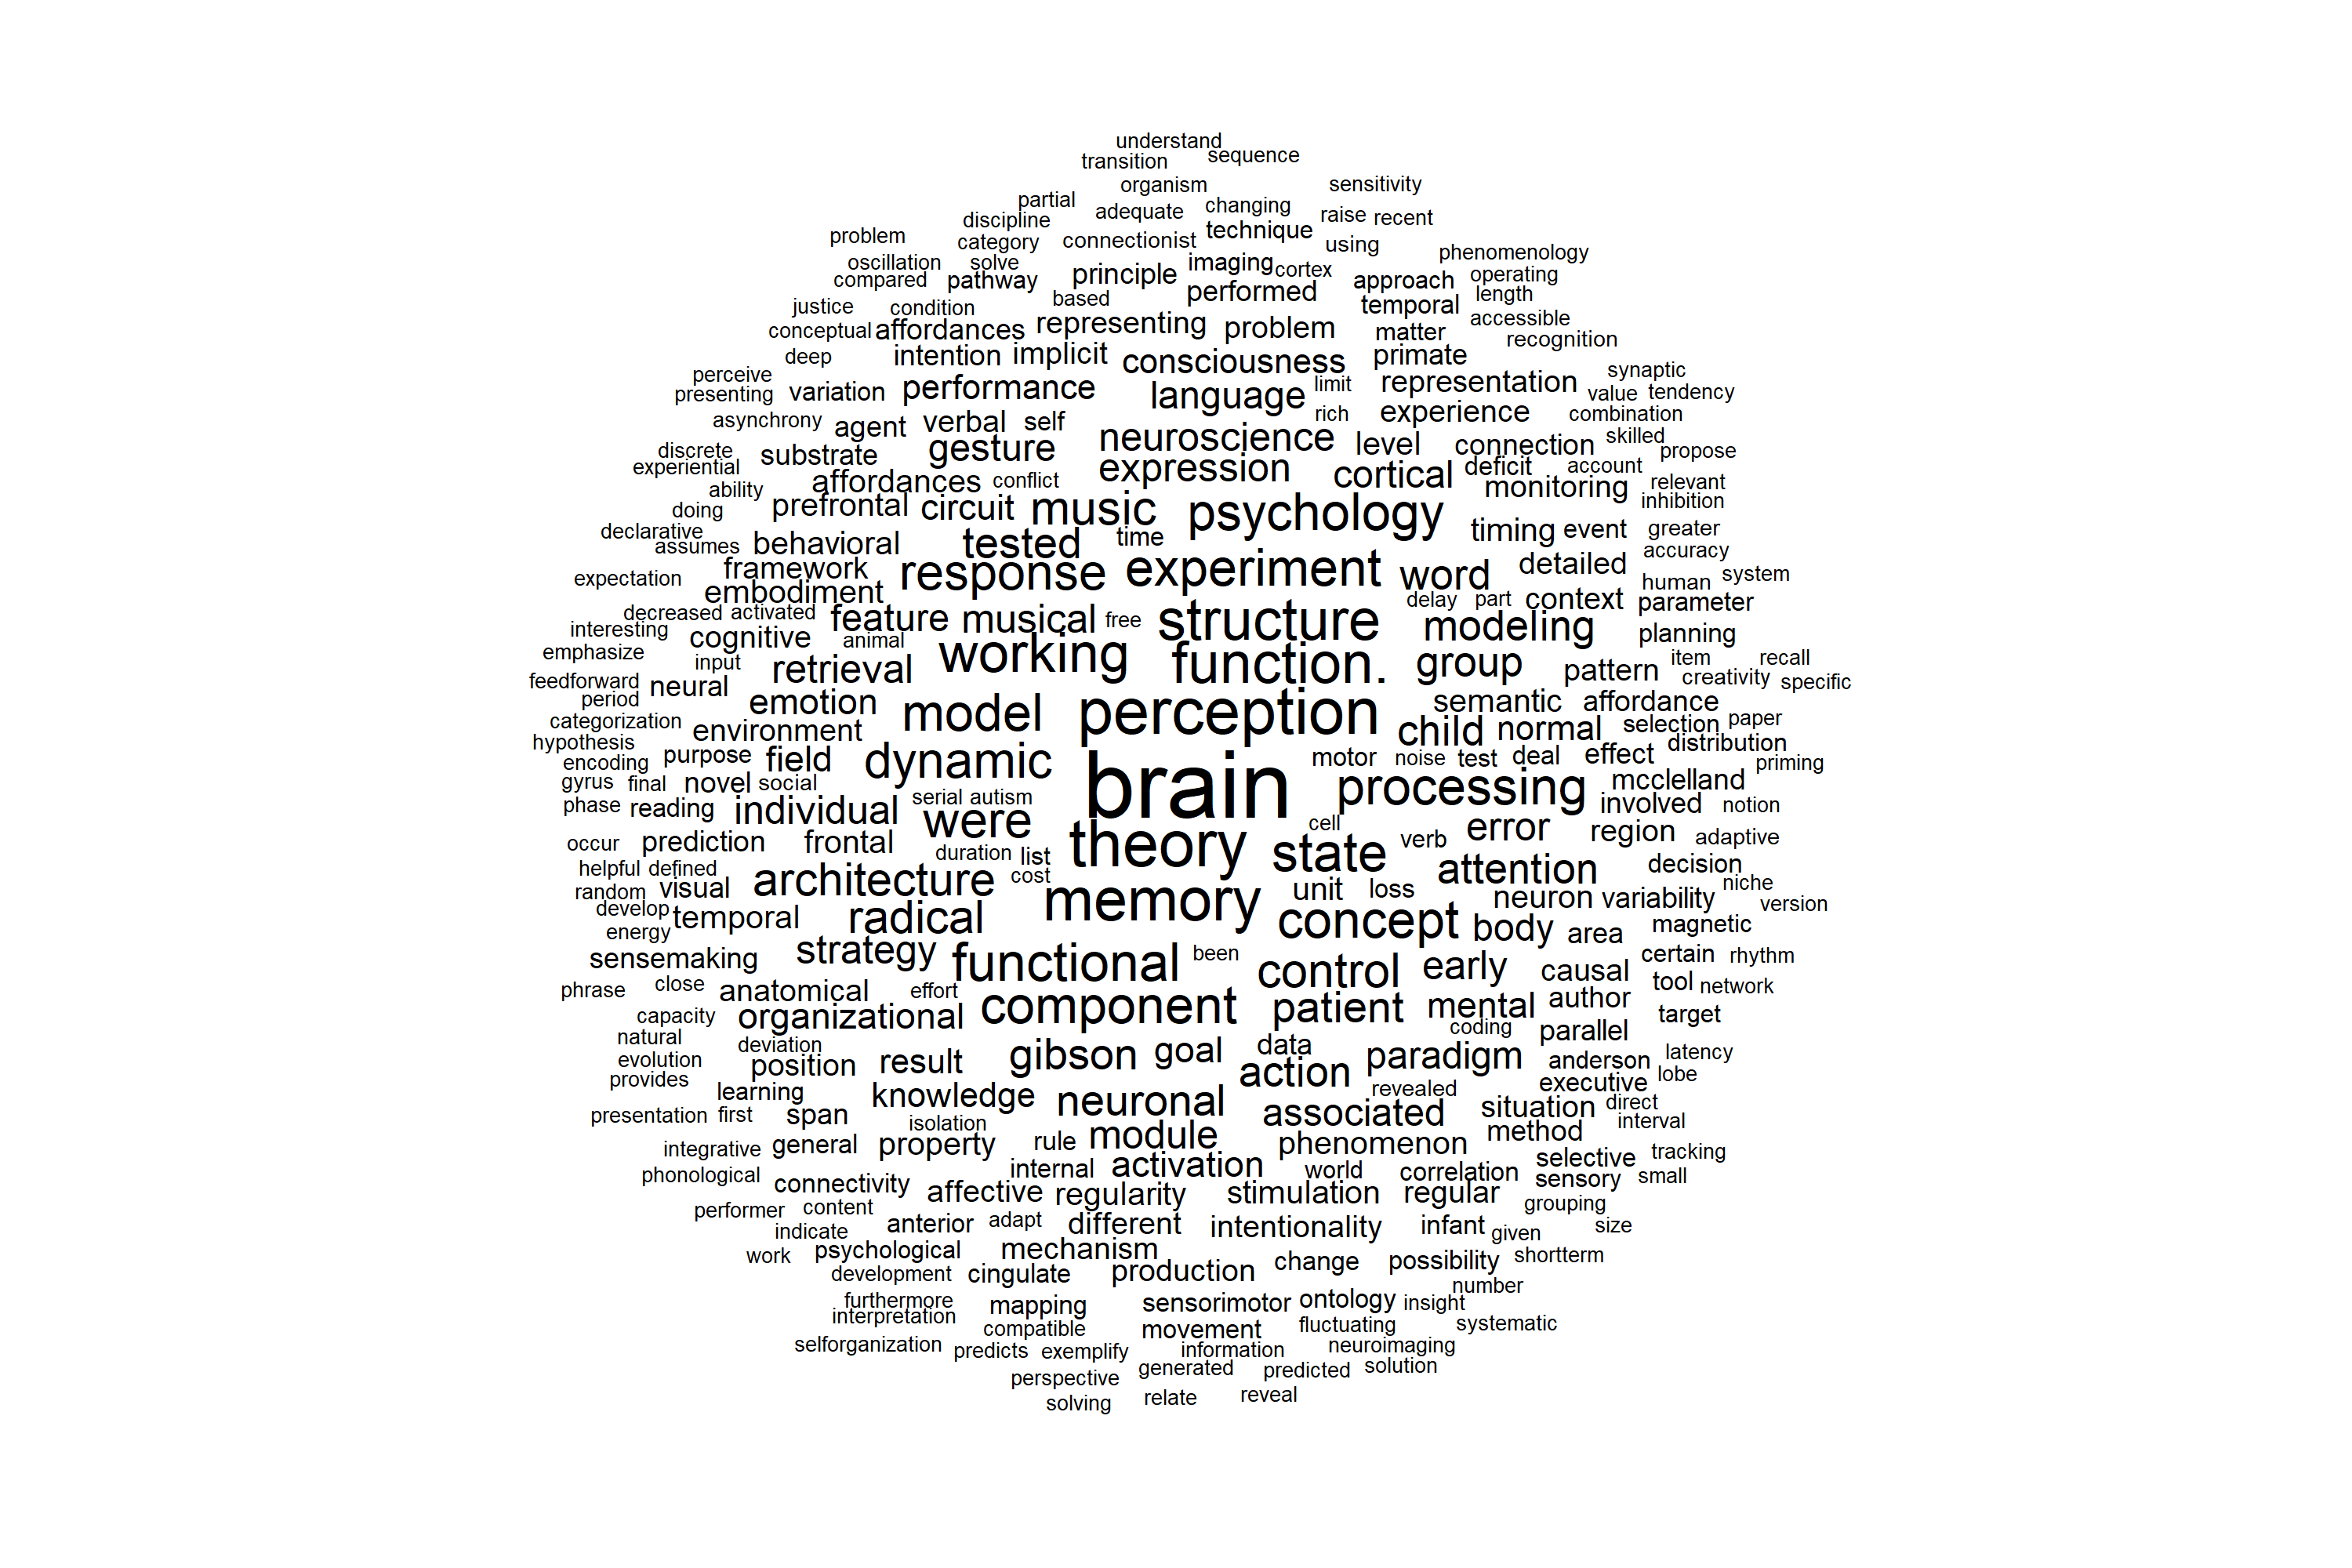 understand
transition sequence
organism sensitivity
partial adequate changing raise recent
discipline technique
problem category connectionist using
oscillation solve imaging cortex phenomenology
compared pathway principle approach operating
justice condition based performed temporal length
conceptual affordances representing problem matter accessible
deep intention implicit consciousness primate recognition
perceive synaptic
presenting variation performance language limit representation value tendency
asynchrony agent verbal self rich experience combination
discrete substrate gesture neuroscience level connection skilled propose
experiential affordances conflict expression cortical deficit account
ability monitoring relevant
doing prefrontal circuit music psychology inhibition
declarative timing event greater
assumes behavioral tested time accuracy
expectation framework response experiment word detailed human system
embodiment delay part context parameter
decreased activated feature musical free structure modeling
interesting cognitive animal planning
emphasize input retrieval working function. group pattern item recall
feedforward neural creativity specific
period emotion model perception semantic affordance
categorization environment child normal selection paper
hypothesis purpose field dynamic motor noise test deal effect distribution
encoding priming
gyrus final novel social brain processing mcclelland
phase reading individual serial autism were involved notion
occur prediction frontal cell verb error region adaptive
duration list theory state
helpful defined cost attention decision
random visual architecture memory unit loss neuron variability niche
develop temporal radical concept body area magnetic version
energy
sensemaking strategy functional been control early causal certain rhythm
phrase close anatomical effort tool network
capacity organizational component patient mental author target
natural deviation coding parallel
evolution position result gibson goal data paradigm anderson latency
provides action executive lobe
learning knowledge neuronal revealed
presentation first span isolation associated situation direct
interval
integrative general property rule module phenomenon method tracking
phonological internal activation world correlation selective small
connectivity affective regularity stimulation regular sensory
performer content grouping
indicate anterior adapt different intentionality infant given size
work psychological mechanism change possibility shortterm
development cingulate production number
furthermore mapping sensorimotor ontology insight
interpretation compatible movement fluctuating systematic
selforganization predicts exemplify information neuroimaging
perspective generated predicted solution
solving relate reveal